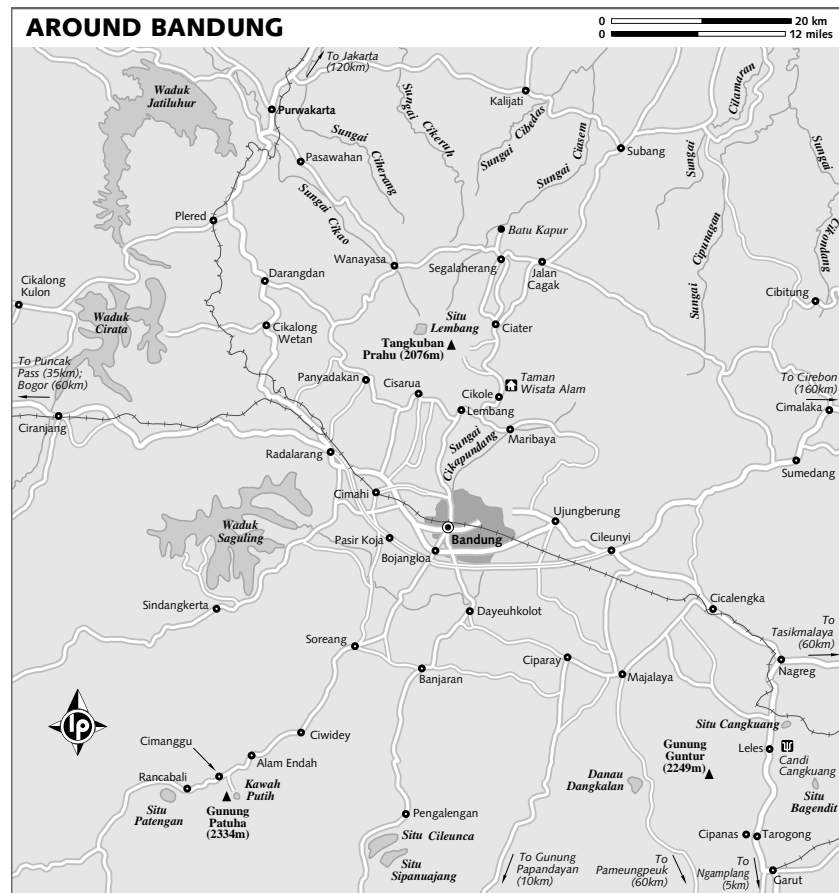 AROUND BANDUNG
0 20 km
0 12 miles
To Jakarta
(120km)
Waduk
Jatiluhur
Purwakarta
Kalijati
Sungai
Cilamaran
Sungai
Cikeruh
Sungai Cibedas
Sungai Ciasem
Subang
Sungai
Ciherang
Pasawahan
Sungai
Sungai
Cikondang
Sungai
Cikao
Sungai
Cipunagan
Plered
Batu Kapur
Wanayasa
Segalaherang
Jalan
Cagak
Darangdan
Cikalong
Kulon
Cibitung
Waduk
Cirata
Cikalong
Wetan
Situ
Lembang
Ciater
Tangkuban
Prahu (2076m)
To Puncak
Pass (35km);
Bogor (60km)
Panyadakan
Cisarua
Cikole
Taman
Wisata Alam
To Cirebon
(160km)
Cimalaka
Ciranjang
Lembang
Maribaya
Sungai
Cikapundang
Radalarang
Sumedang
Cimahi
Waduk
Saguling
Ujungberung
Pasir Koja
Bandung
Cileunyi
Bojangloa
Sindangkerta
Dayeuhkolot
Cicalengka
To
Tasikmalaya
(60km)
Soreang
Ciparay
Banjaran
Majalaya
Nagreg
lp
Situ Cangkuang
Cimanggu
Ciwidey
Alam Endah
Gunung
Guntur
(2249m)
Leles
Candi
Cangkuang
Rancabali
Kawah
Putih
Danau
Dangkalan
Situ
Bagendit
Situ
Patengan
Gunung
Patuha
(2334m)
Pengalengan
Situ Cileunca
Cipanas
Tarogong
Situ
Sipanuajang
To Gunung
Papandayan
(10km)
To
Pameungpeuk
(60km)
To
Ngamplang
(5km)
Garut